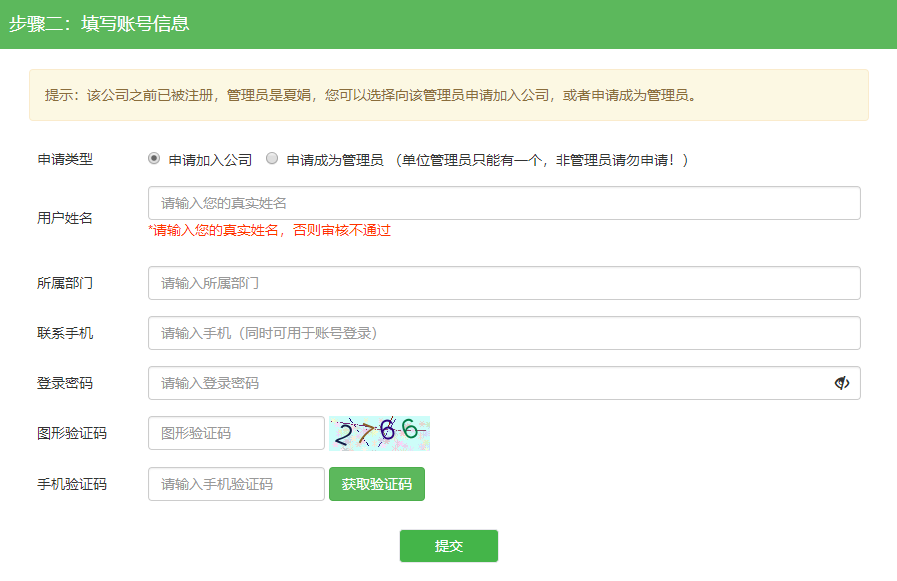 步骤二：填写账号信息
提示：该公司之前已被注册，管理员是夏娟，您可以选择向该管理员申请加入公司，或者申请成为管理员。
申请类型 申请加入公司 申请成为管理员 （单位管理员只能有一个，非管理员请勿申请！）
用户姓名 请输入您的真实姓名
*请输入您的真实姓名，否则审核不通过
所属部门 请输入所属部门
联系手机 请输入手机（同时可用于账号登录）
登录密码 请输入登录密码
图形验证码 图形验证码 2766
手机验证码 请输入手机验证码 获取验证码
提交